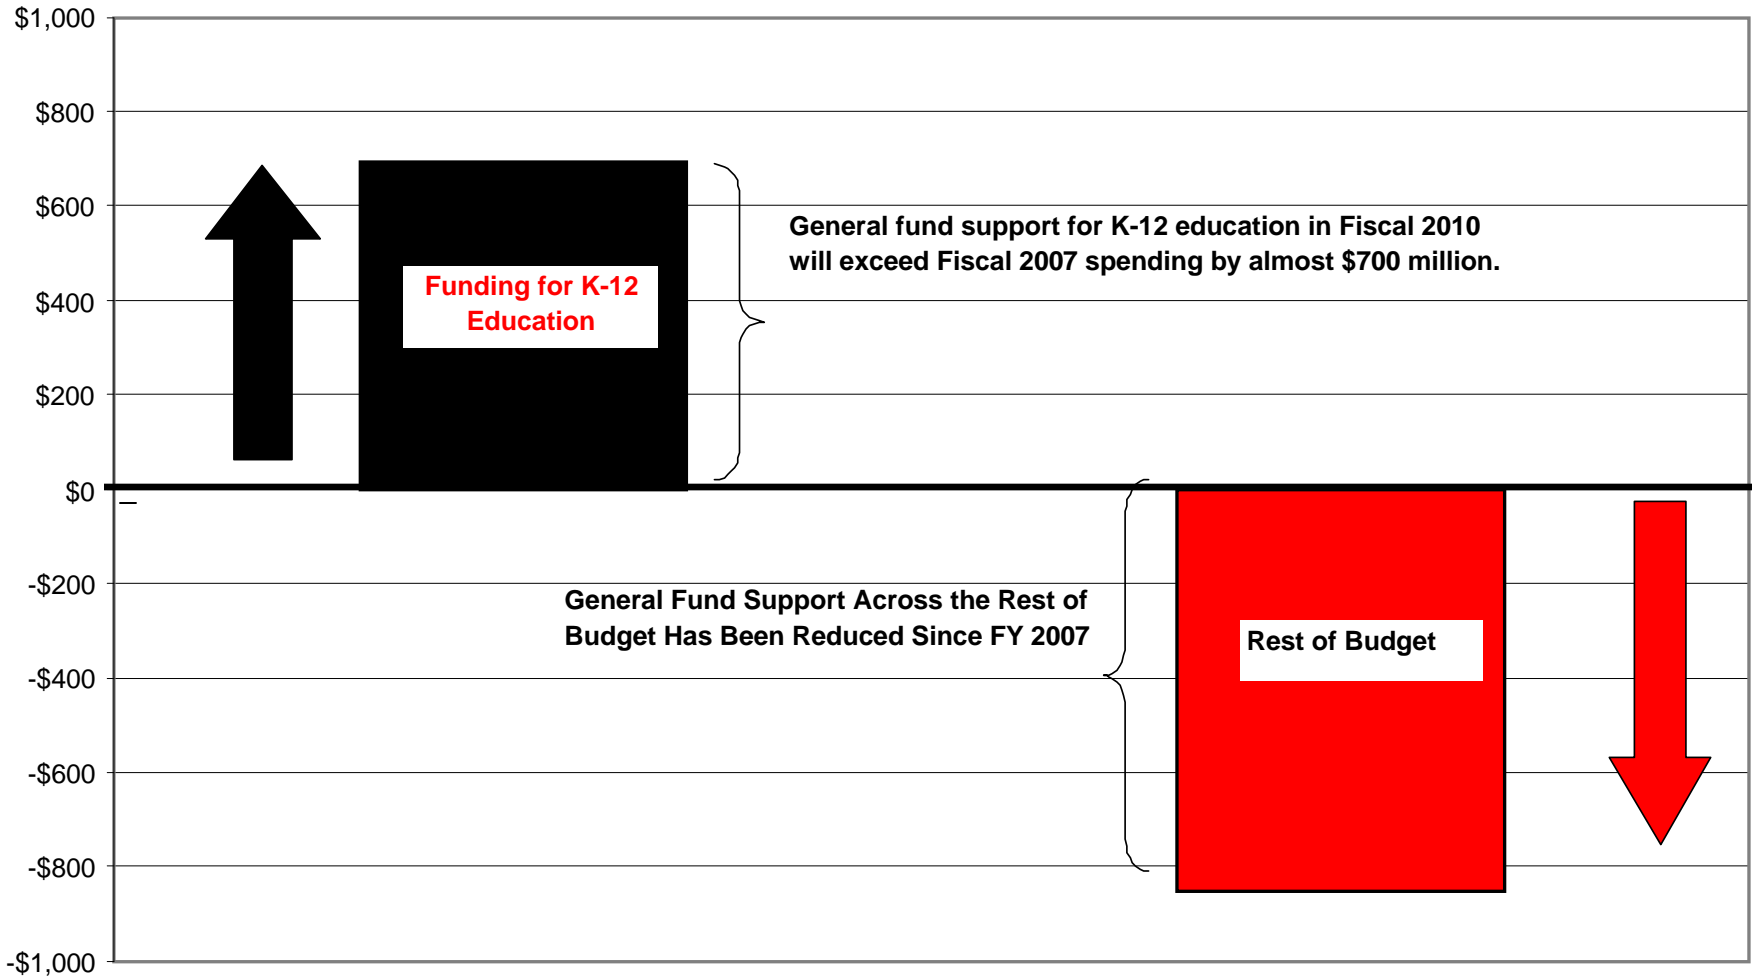 $1,000
$800
$600
$400
$200
$0
-$200
-$400
-$600
-$800
-$1,000
Funding for K-12
Education
General fund support for K-12 education in Fiscal 2010
will exceed Fiscal 2007 spending by almost $700 million.
General Fund Support Across the Rest of
Budget Has Been Reduced Since FY 2007
Rest of Budget